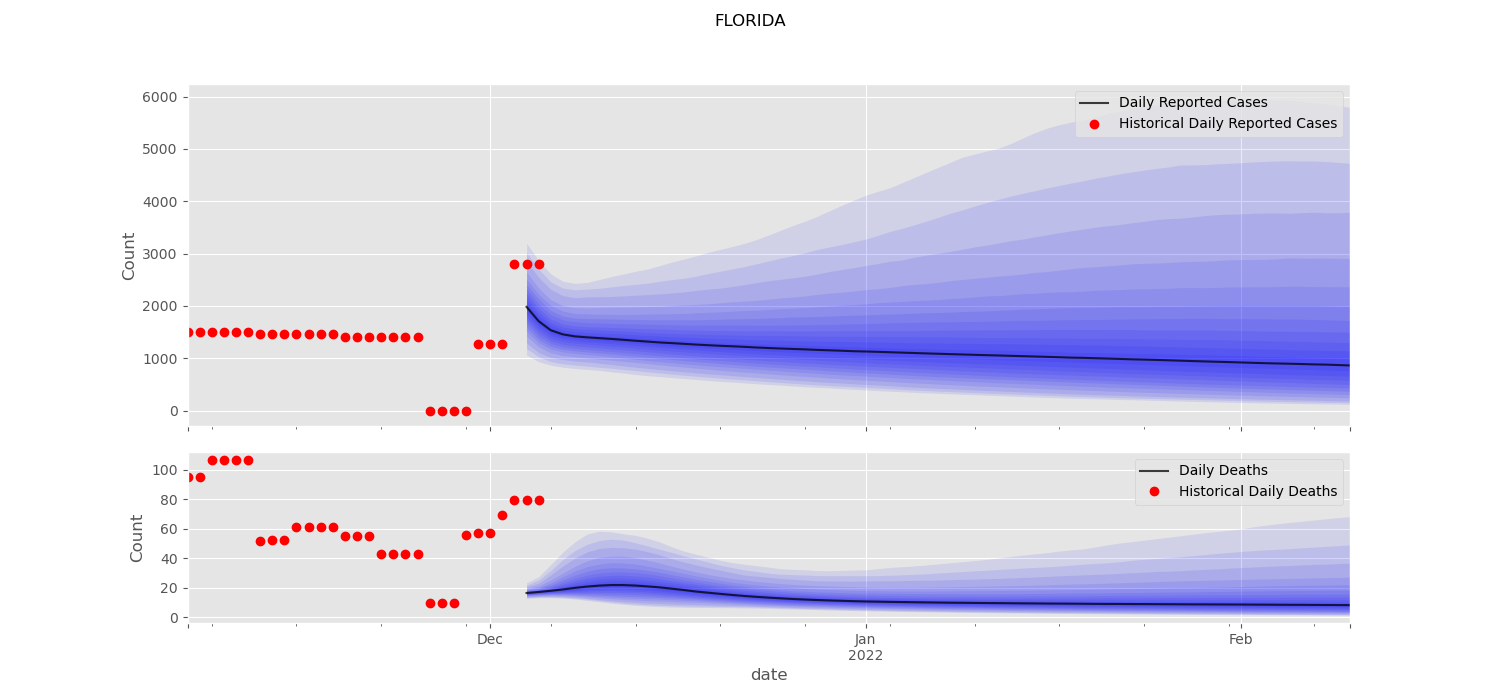 FLORIDA
6000
5000
4000
3000
2000
1000
0
Count
Daily Reported Cases
Historical Daily Reported Cases
100
80
60
40
20
0
Count
Daily Deaths
Historical Daily Deaths
Dec
Jan
2022
Feb
date